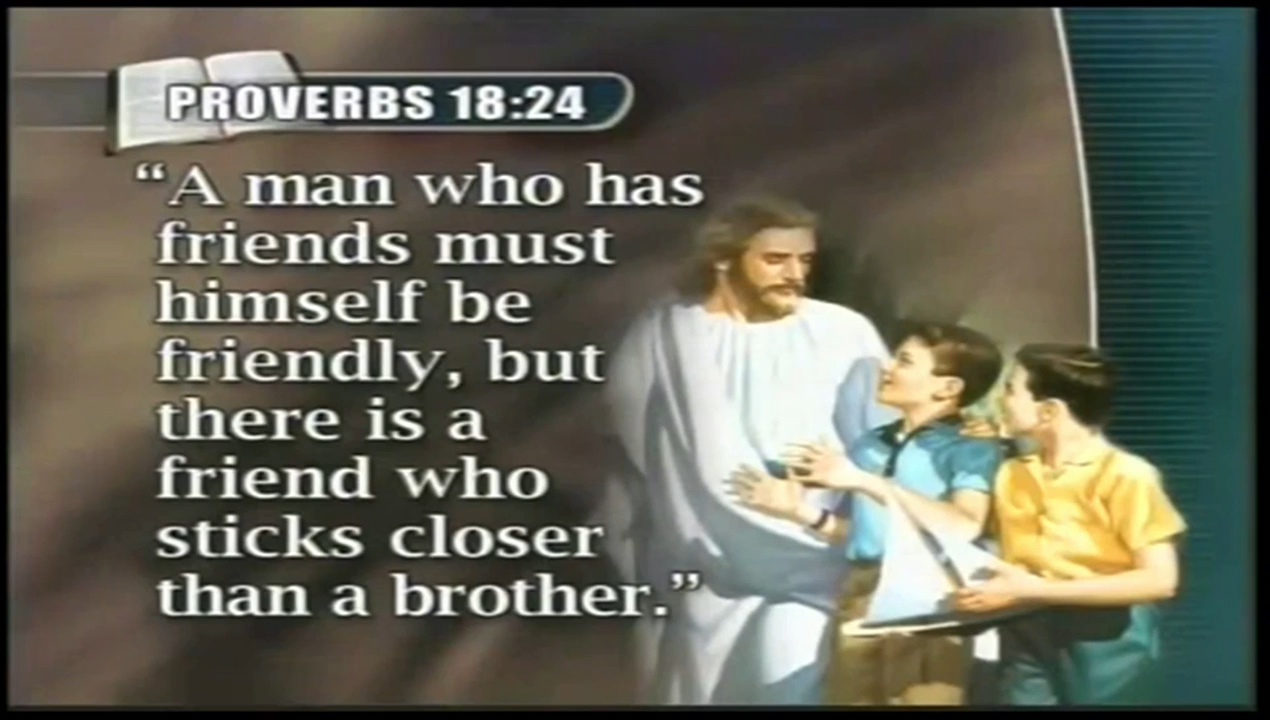 PROVERBS 18:24
“A man who has
friends must
himself be
friendly, but
there is a
friend who
sticks closer
than a brother.”